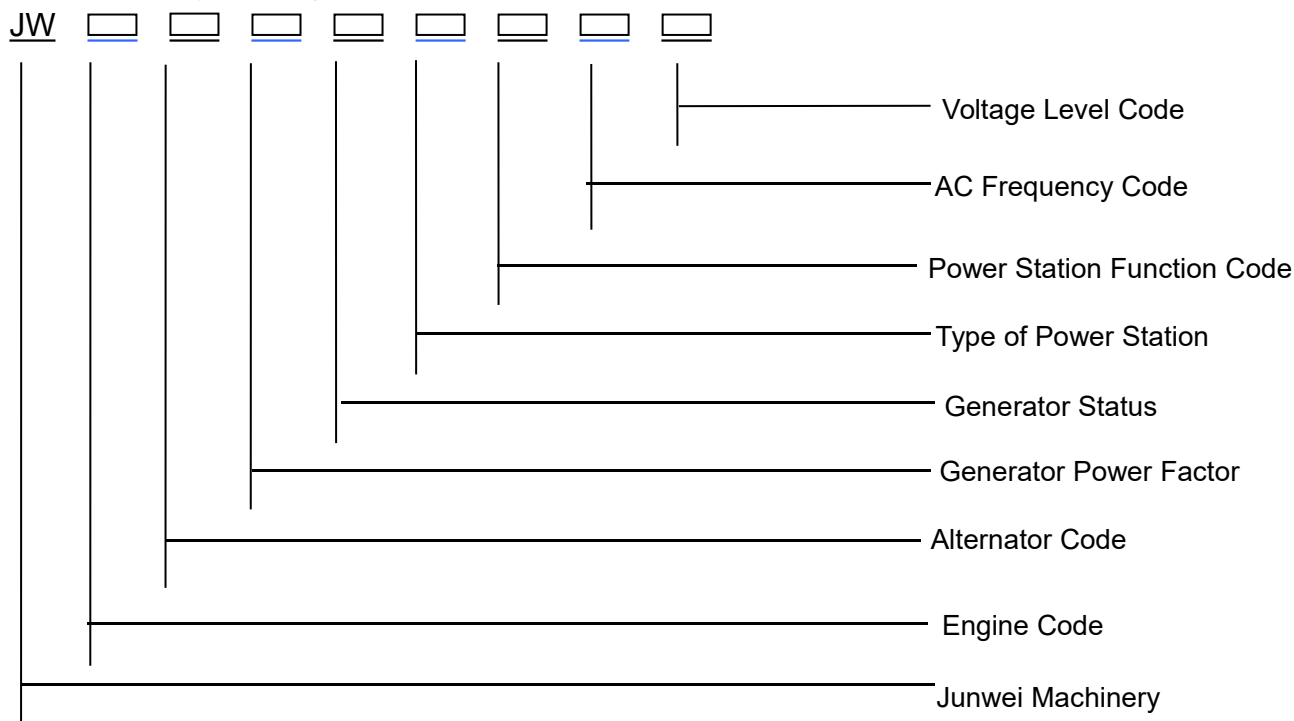 JW
Voltage Level Code
AC Frequency Code
Power Station Function Code
Type of Power Station
Generator Status
Generator Power Factor
Alternator Code
Engine Code
Junwei Machinery